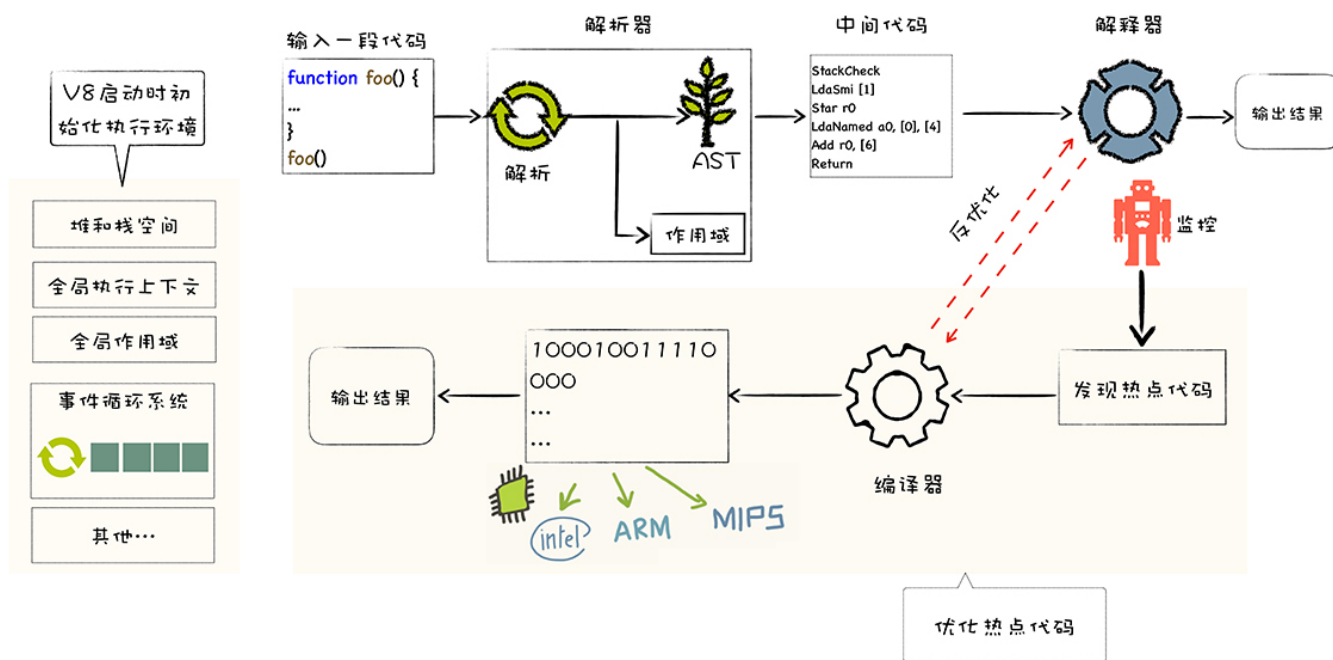 V8启动时初
始化执行环境
堆和栈空间
全局执行上下文
全局作用域
事件循环系统
其他…
输入一段代码
function foo() {
…
}
foo()
解析器
解析
AST
作用域
中间代码
StackCheck
LdaSmi [1]
Star r0
LdaNamed a0, [0], [4]
Add r0, [6]
Return
解释器
输出结果
监控
反优化
发现热点代码
编译器
100010011110
000
…
…
intel
ARM
MIPS
输出结果
优化热点代码